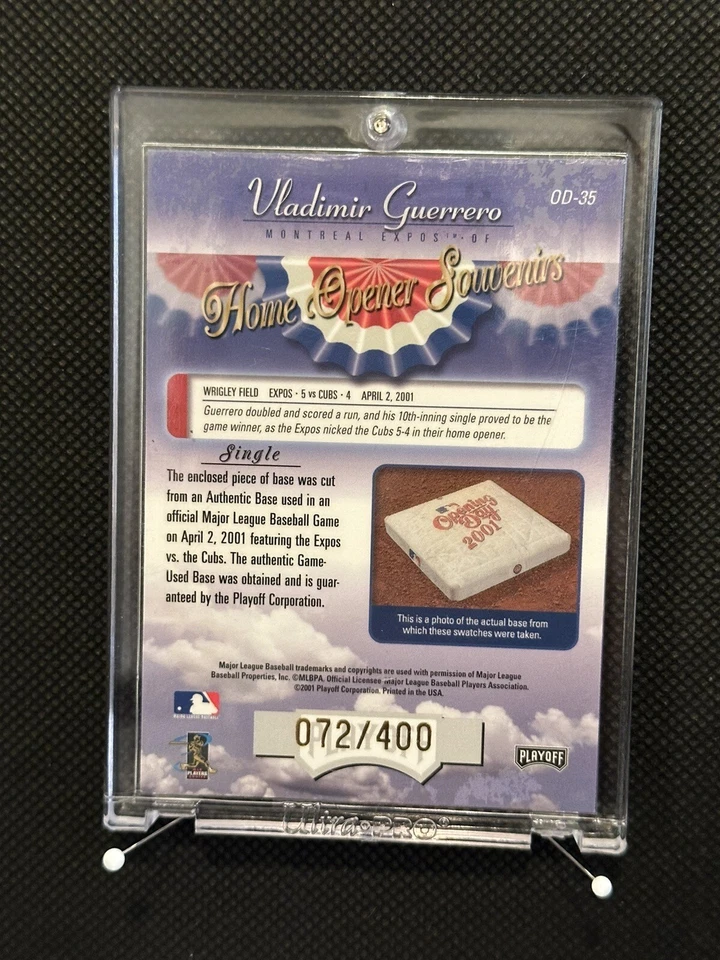 Vladimir Guerrero
OD-35
MONTREAL EXPOS™ • OF
Home Opener Souvenirs
WRIGLEY FIELD EXPOS • 5 vs CUBS • 4 APRIL 2, 2001
Guerrero doubled and scored a run, and his 10th-inning single proved to be the
game winner, as the Expos nicked the Cubs 5-4 in their home opener.
Single
The enclosed piece of base was cut
from an Authentic Base used in an
official Major League Baseball Game
on April 2, 2001 featuring the Expos
vs. the Cubs. The authentic Game-
Used Base was obtained and is guar-
anteed by the Playoff Corporation.
Opening
Day
2001
This is a photo of the actual base from
which these swatches were taken.
Major League Baseball trademarks and copyrights are used with permission of Major League
Baseball Properties, Inc. ©MLBPA. Official Licensee Major League Baseball Players Association.
©2001 Playoff Corporation. Printed in the USA.
MAJOR LEAGUE BASEBALL
PLAYERS
PLAYOFF
072/400
PLAYOFF
Ultra•PRO®